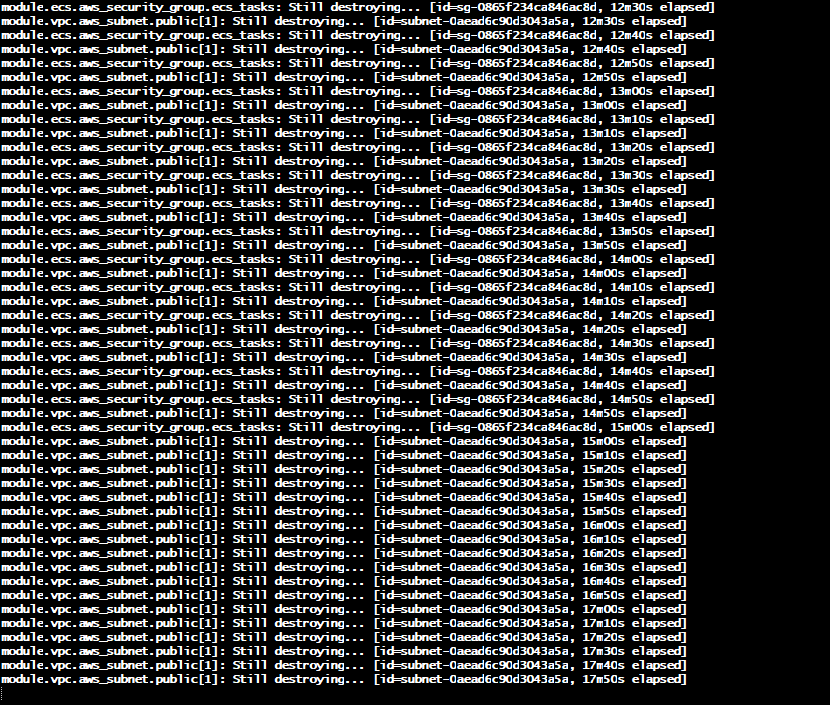 module.ecs.aws_security_group.ecs_tasks: Still destroying... [id=sg-0865f234ca846ac8d, 12m30s elapsed]
module.vpc.aws_subnet.public[1]: Still destroying... [id=subnet-0aead6c90d3043a5a, 12m30s elapsed]
module.ecs.aws_security_group.ecs_tasks: Still destroying... [id=sg-0865f234ca846ac8d, 12m40s elapsed]
module.vpc.aws_subnet.public[1]: Still destroying... [id=subnet-0aead6c90d3043a5a, 12m40s elapsed]
module.ecs.aws_security_group.ecs_tasks: Still destroying... [id=sg-0865f234ca846ac8d, 12m50s elapsed]
module.vpc.aws_subnet.public[1]: Still destroying... [id=subnet-0aead6c90d3043a5a, 12m50s elapsed]
module.ecs.aws_security_group.ecs_tasks: Still destroying... [id=sg-0865f234ca846ac8d, 13m00s elapsed]
module.vpc.aws_subnet.public[1]: Still destroying... [id=subnet-0aead6c90d3043a5a, 13m00s elapsed]
module.ecs.aws_security_group.ecs_tasks: Still destroying... [id=sg-0865f234ca846ac8d, 13m10s elapsed]
module.vpc.aws_subnet.public[1]: Still destroying... [id=subnet-0aead6c90d3043a5a, 13m10s elapsed]
module.ecs.aws_security_group.ecs_tasks: Still destroying... [id=sg-0865f234ca846ac8d, 13m20s elapsed]
module.vpc.aws_subnet.public[1]: Still destroying... [id=subnet-0aead6c90d3043a5a, 13m20s elapsed]
module.ecs.aws_security_group.ecs_tasks: Still destroying... [id=sg-0865f234ca846ac8d, 13m30s elapsed]
module.vpc.aws_subnet.public[1]: Still destroying... [id=subnet-0aead6c90d3043a5a, 13m30s elapsed]
module.ecs.aws_security_group.ecs_tasks: Still destroying... [id=sg-0865f234ca846ac8d, 13m40s elapsed]
module.vpc.aws_subnet.public[1]: Still destroying... [id=subnet-0aead6c90d3043a5a, 13m40s elapsed]
module.ecs.aws_security_group.ecs_tasks: Still destroying... [id=sg-0865f234ca846ac8d, 13m50s elapsed]
module.vpc.aws_subnet.public[1]: Still destroying... [id=subnet-0aead6c90d3043a5a, 13m50s elapsed]
module.ecs.aws_security_group.ecs_tasks: Still destroying... [id=sg-0865f234ca846ac8d, 14m00s elapsed]
module.vpc.aws_subnet.public[1]: Still destroying... [id=subnet-0aead6c90d3043a5a, 14m00s elapsed]
module.ecs.aws_security_group.ecs_tasks: Still destroying... [id=sg-0865f234ca846ac8d, 14m10s elapsed]
module.vpc.aws_subnet.public[1]: Still destroying... [id=subnet-0aead6c90d3043a5a, 14m10s elapsed]
module.ecs.aws_security_group.ecs_tasks: Still destroying... [id=sg-0865f234ca846ac8d, 14m20s elapsed]
module.vpc.aws_subnet.public[1]: Still destroying... [id=subnet-0aead6c90d3043a5a, 14m20s elapsed]
module.ecs.aws_security_group.ecs_tasks: Still destroying... [id=sg-0865f234ca846ac8d, 14m30s elapsed]
module.vpc.aws_subnet.public[1]: Still destroying... [id=subnet-0aead6c90d3043a5a, 14m30s elapsed]
module.ecs.aws_security_group.ecs_tasks: Still destroying... [id=sg-0865f234ca846ac8d, 14m40s elapsed]
module.vpc.aws_subnet.public[1]: Still destroying... [id=subnet-0aead6c90d3043a5a, 14m40s elapsed]
module.ecs.aws_security_group.ecs_tasks: Still destroying... [id=sg-0865f234ca846ac8d, 14m50s elapsed]
module.vpc.aws_subnet.public[1]: Still destroying... [id=subnet-0aead6c90d3043a5a, 14m50s elapsed]
module.ecs.aws_security_group.ecs_tasks: Still destroying... [id=sg-0865f234ca846ac8d, 15m00s elapsed]
module.vpc.aws_subnet.public[1]: Still destroying... [id=subnet-0aead6c90d3043a5a, 15m00s elapsed]
module.vpc.aws_subnet.public[1]: Still destroying... [id=subnet-0aead6c90d3043a5a, 15m10s elapsed]
module.vpc.aws_subnet.public[1]: Still destroying... [id=subnet-0aead6c90d3043a5a, 15m20s elapsed]
module.vpc.aws_subnet.public[1]: Still destroying... [id=subnet-0aead6c90d3043a5a, 15m30s elapsed]
module.vpc.aws_subnet.public[1]: Still destroying... [id=subnet-0aead6c90d3043a5a, 15m40s elapsed]
module.vpc.aws_subnet.public[1]: Still destroying... [id=subnet-0aead6c90d3043a5a, 15m50s elapsed]
module.vpc.aws_subnet.public[1]: Still destroying... [id=subnet-0aead6c90d3043a5a, 16m00s elapsed]
module.vpc.aws_subnet.public[1]: Still destroying... [id=subnet-0aead6c90d3043a5a, 16m10s elapsed]
module.vpc.aws_subnet.public[1]: Still destroying... [id=subnet-0aead6c90d3043a5a, 16m20s elapsed]
module.vpc.aws_subnet.public[1]: Still destroying... [id=subnet-0aead6c90d3043a5a, 16m30s elapsed]
module.vpc.aws_subnet.public[1]: Still destroying... [id=subnet-0aead6c90d3043a5a, 16m40s elapsed]
module.vpc.aws_subnet.public[1]: Still destroying... [id=subnet-0aead6c90d3043a5a, 16m50s elapsed]
module.vpc.aws_subnet.public[1]: Still destroying... [id=subnet-0aead6c90d3043a5a, 17m00s elapsed]
module.vpc.aws_subnet.public[1]: Still destroying... [id=subnet-0aead6c90d3043a5a, 17m10s elapsed]
module.vpc.aws_subnet.public[1]: Still destroying... [id=subnet-0aead6c90d3043a5a, 17m20s elapsed]
module.vpc.aws_subnet.public[1]: Still destroying... [id=subnet-0aead6c90d3043a5a, 17m30s elapsed]
module.vpc.aws_subnet.public[1]: Still destroying... [id=subnet-0aead6c90d3043a5a, 17m40s elapsed]
module.vpc.aws_subnet.public[1]: Still destroying... [id=subnet-0aead6c90d3043a5a, 17m50s elapsed]